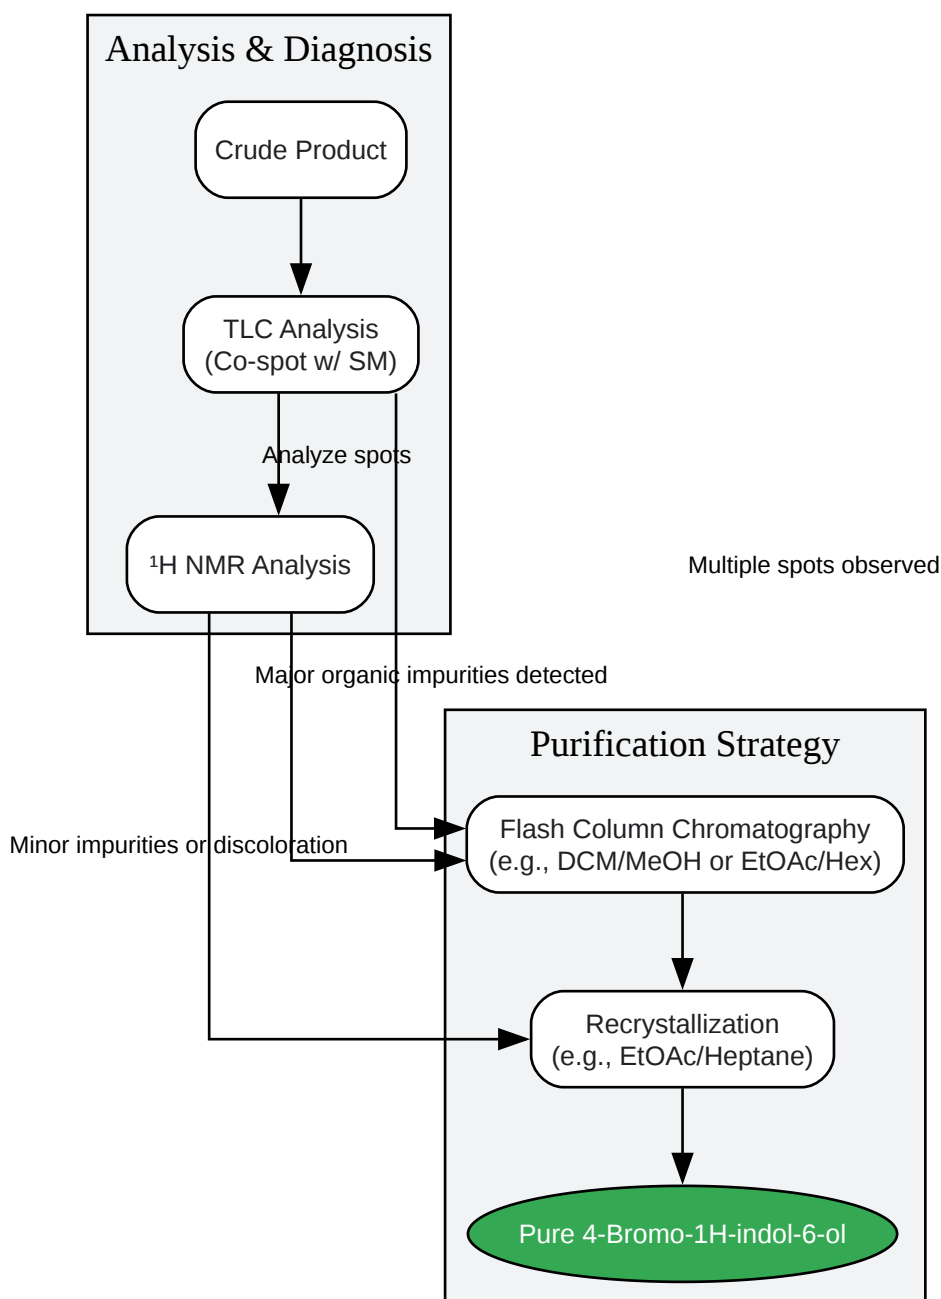 Analysis & Diagnosis
Crude Product
TLC Analysis
(Co-spot w/ SM)
Analyze spots
¹H NMR Analysis
Multiple spots observed
Major organic impurities detected
Purification Strategy
Flash Column Chromatography
(e.g., DCM/MeOH or EtOAc/Hex)
Minor impurities or discoloration
Recrystallization
(e.g., EtOAc/Heptane)
Pure 4-Bromo-1H-indol-6-ol